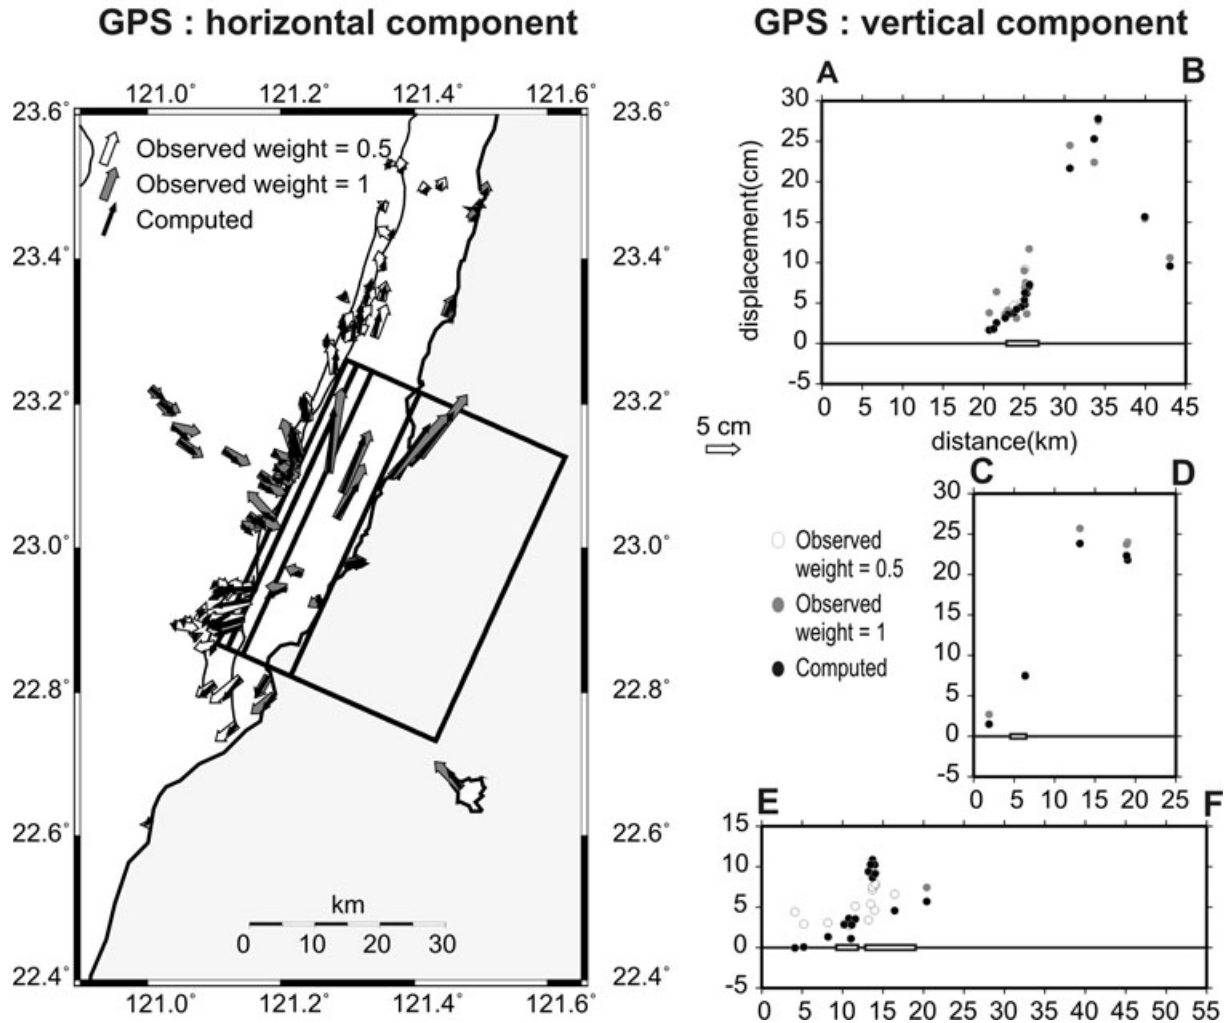 GPS : horizontal component
GPS : vertical component
121.0° 121.2° 121.4° 121.6°
23.6° 23.6°
Observed weight = 0.5
Observed weight = 1
Computed
23.4° 23.4°
23.2° 23.2°
23.0° 23.0°
22.8° 22.8°
22.6° 22.6°
22.4° 22.4°
km
0 10 20 30
121.0° 121.2° 121.4° 121.6°
5 cm
A B
displacement(cm)
30
25
20
15
10
5
0
-5
0 5 10 15 20 25 30 35 40 45
distance(km)
C D
30
25
20
15
10
5
0
-5
0 5 10 15 20 25
Observed
weight = 0.5
Observed
weight = 1
Computed
E F
15
10
5
0
-5
0 5 10 15 20 25 30 35 40 45 50 55